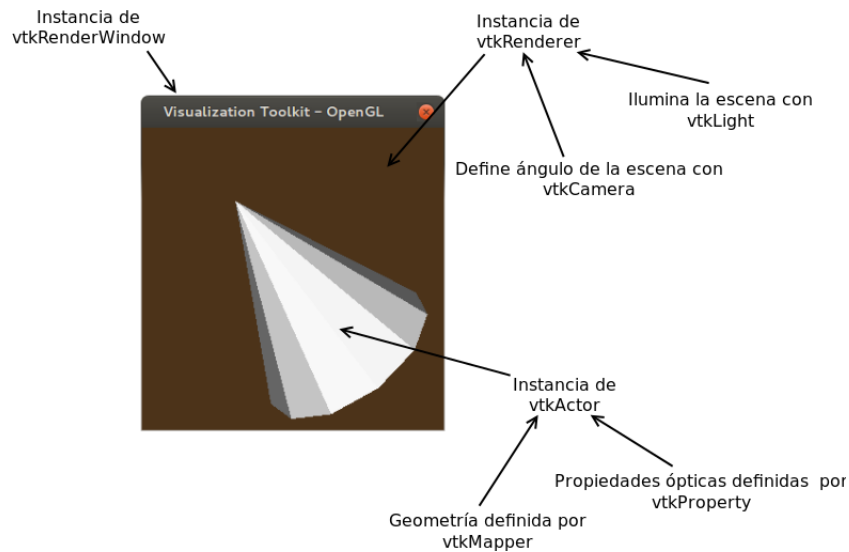 Instancia de
vtkRenderWindow
Instancia de
vtkRenderer
Ilumina la escena con
vtkLight
Visualization Toolkit - OpenGL
Define ángulo de la escena con
vtkCamera
Instancia de
vtkActor
Propiedades ópticas definidas por
vtkProperty
Geometría definida por
vtkMapper